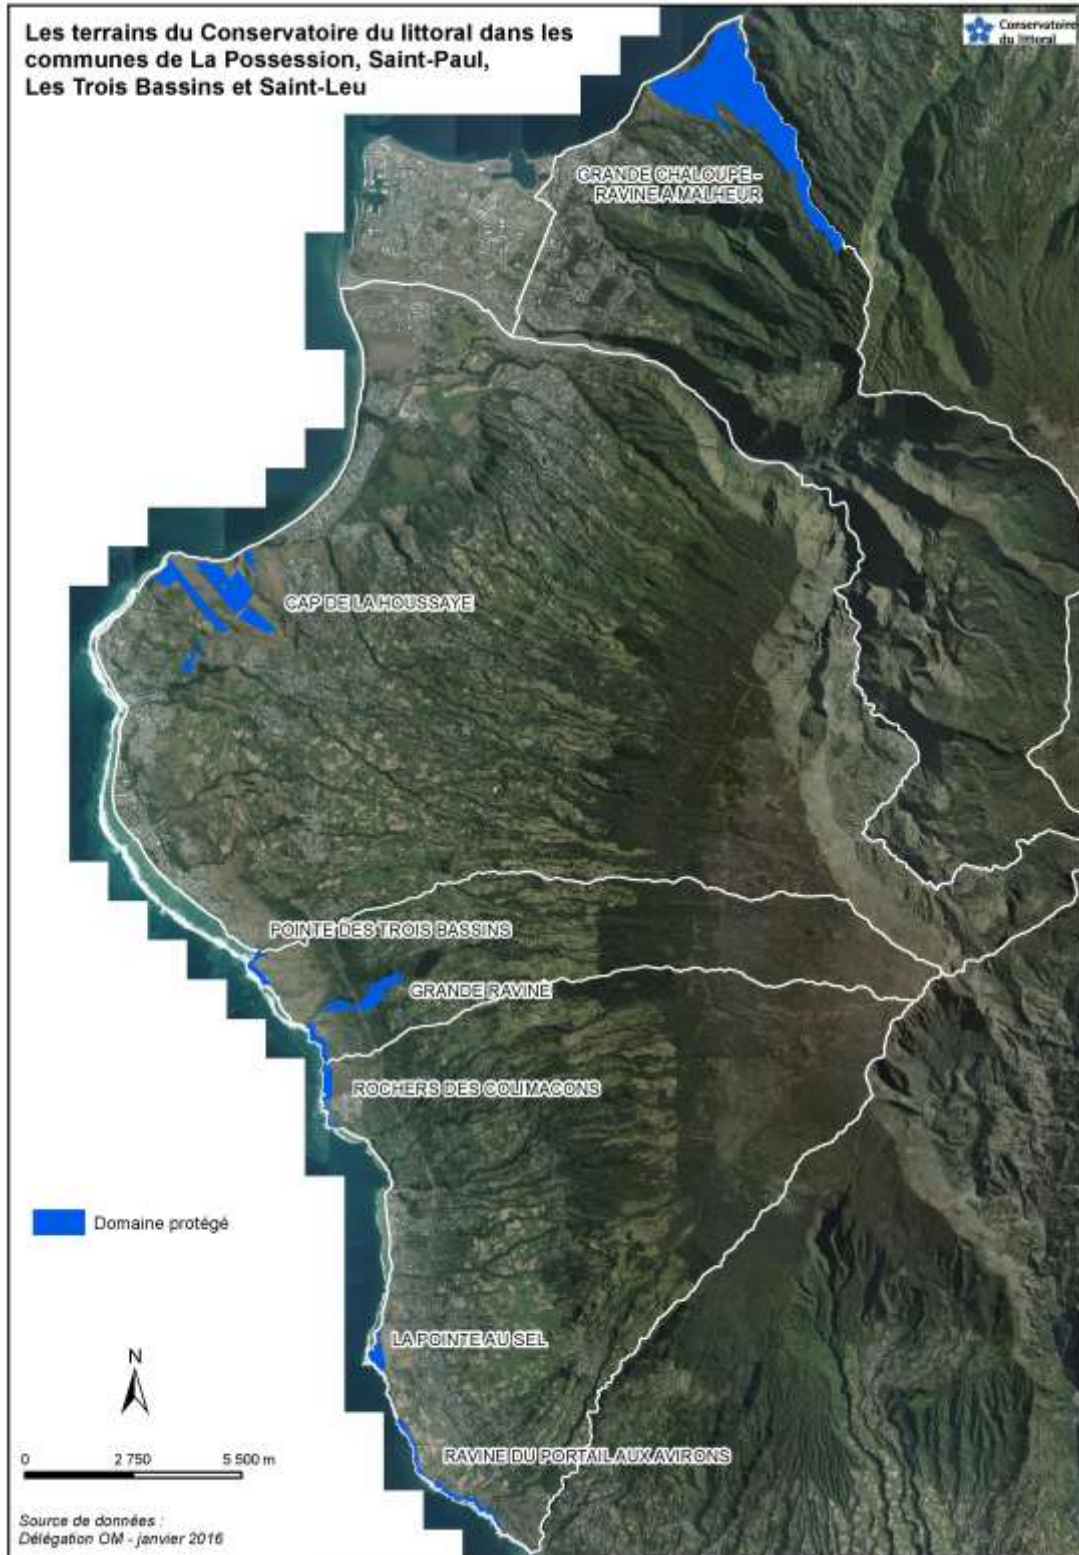 Les terrains du Conservatoire du littoral dans les
communes de La Possession, Saint-Paul,
Les Trois Bassins et Saint-Leu
Conservatoire
du littoral
GRANDE CHALOUPE -
RAVINE A MALHEUR
CAP DE LA HOUSSAYE
POINTE DES TROIS BASSINS
GRANDE RAVINE
ROCHERS DES COLIMACONS
Domaine protégé
LA POINTE AU SEL
N
RAVINE DU PORTAIL AUX AVIRONS
0 2 750 5 500 m
Source de données :
Délégation OM - janvier 2016